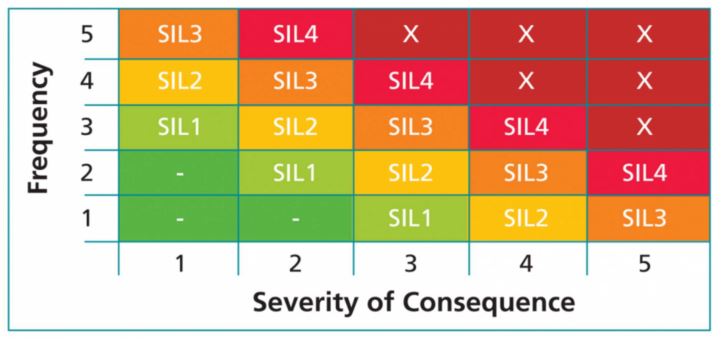 Frequency
5 SIL3 SIL4 X X X
4 SIL2 SIL3 SIL4 X X
3 SIL1 SIL2 SIL3 SIL4 X
2 - SIL1 SIL2 SIL3 SIL4
1 - - SIL1 SIL2 SIL3
1 2 3 4 5
Severity of Consequence